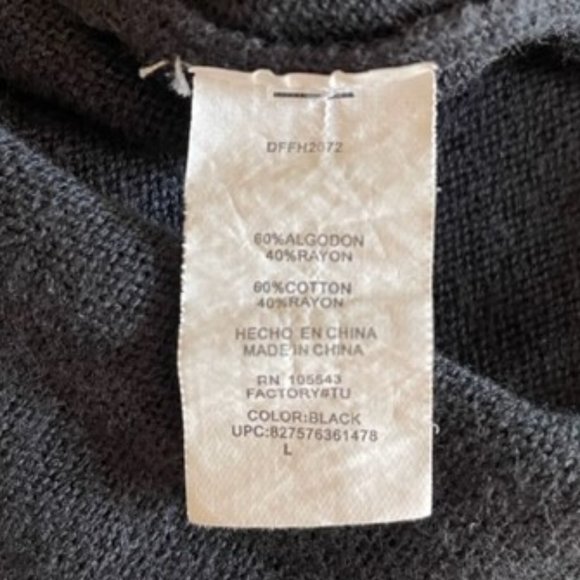 DFFH2672
60%ALGODON
40%RAYON
60%COTTON
40%RAYON
HECHO EN CHINA
MADE IN CHINA
RN 105543
FACTORY#TU
COLOR:BLACK
UPC:827576361478
L